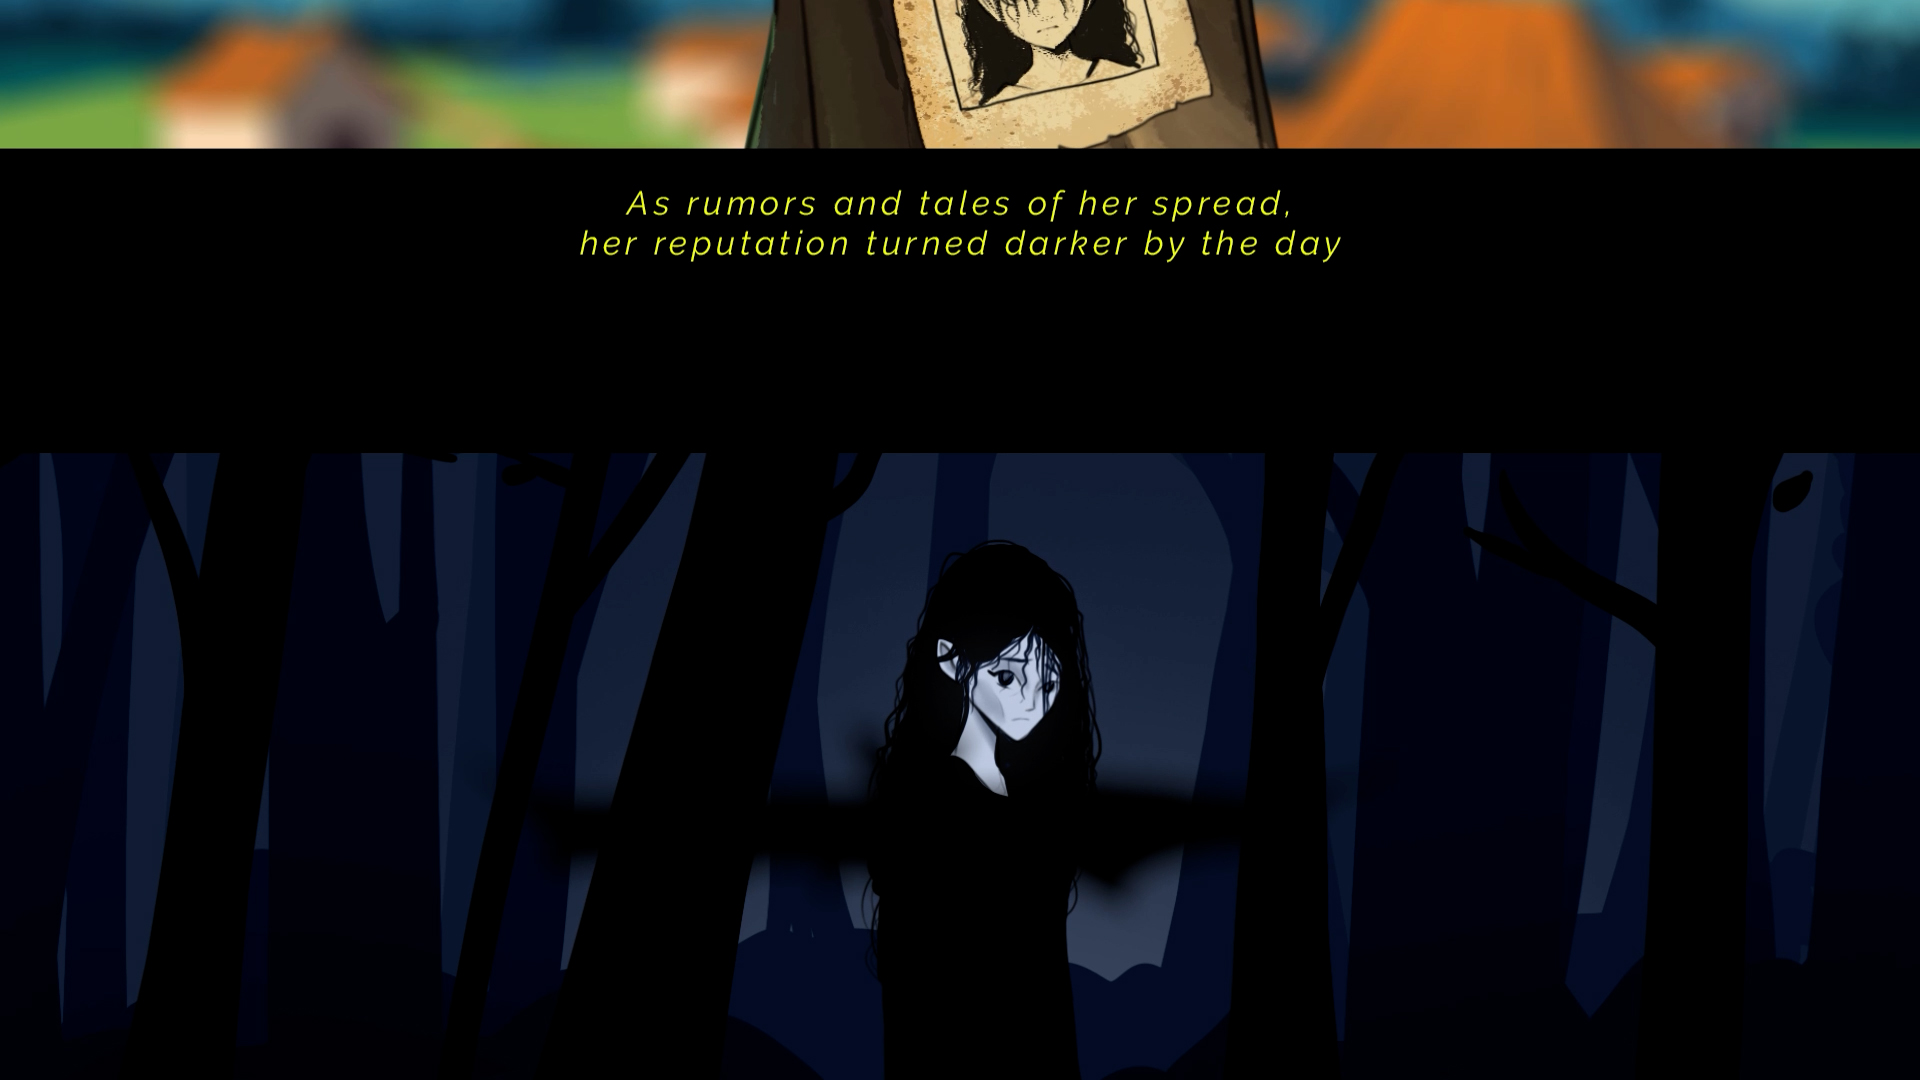 As rumors and tales of her spread,
her reputation turned darker by the day